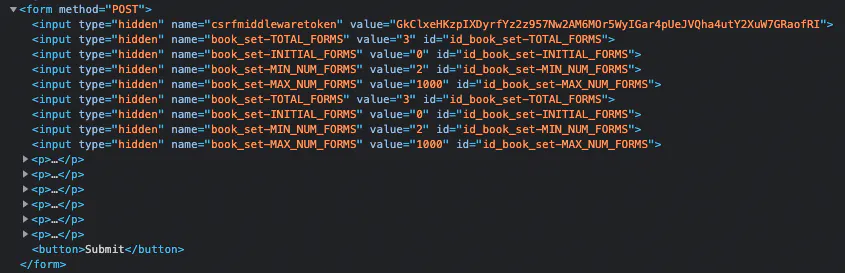 ▼<form method="POST">
<input type="hidden" name="csrfmiddlewaretoken" value="GkClxeHKzpIXDyrfYz2z957Nw2AM6MOr5WyIGar4pUeJVQha4utY2XuW7GRaofRI">
<input type="hidden" name="book_set-TOTAL_FORMS" value="3" id="id_book_set-TOTAL_FORMS">
<input type="hidden" name="book_set-INITIAL_FORMS" value="0" id="id_book_set-INITIAL_FORMS">
<input type="hidden" name="book_set-MIN_NUM_FORMS" value="2" id="id_book_set-MIN_NUM_FORMS">
<input type="hidden" name="book_set-MAX_NUM_FORMS" value="1000" id="id_book_set-MAX_NUM_FORMS">
<input type="hidden" name="book_set-TOTAL_FORMS" value="3" id="id_book_set-TOTAL_FORMS">
<input type="hidden" name="book_set-INITIAL_FORMS" value="0" id="id_book_set-INITIAL_FORMS">
<input type="hidden" name="book_set-MIN_NUM_FORMS" value="2" id="id_book_set-MIN_NUM_FORMS">
<input type="hidden" name="book_set-MAX_NUM_FORMS" value="1000" id="id_book_set-MAX_NUM_FORMS">
▶<p>…</p>
▶<p>…</p>
▶<p>…</p>
▶<p>…</p>
▶<p>…</p>
▶<p>…</p>
<button>Submit</button>
</form>